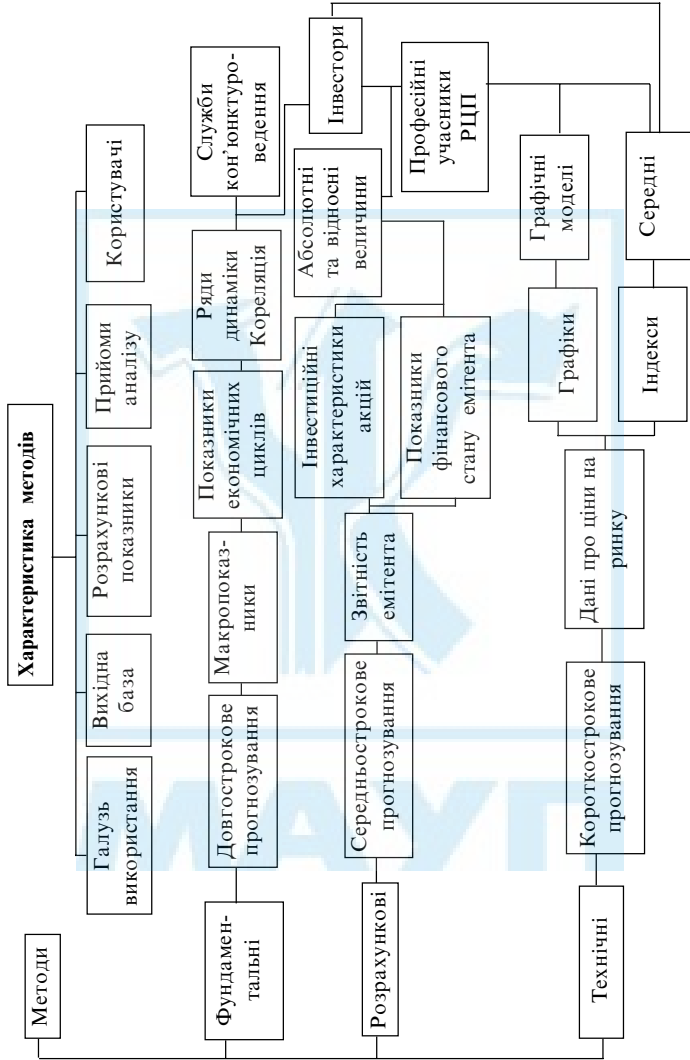 Характеристика методів
Методи
Галузь
використання
Вихідна
база
Розрахункові
показники
Прийоми
аналізу
Користувачі
Фундамен-
тальні
Довгострокове
прогнозування
Макропоказ-
ники
Показники
економічних
циклів
Ряди
динаміки
Кореляція
Служби
кон'юнктуро-
ведення
Розрахункові
Середньострокове
прогнозування
Звітність
емітента
Інвестиційні
характеристики
акцій
Показники
фінансового
стану емітента
Абсолютні
та відносні
величини
Інвестори
Професійні
учасники
РЦП
Технічні
Короткострокове
прогнозування
Дані про ціни на
ринку
Графіки
Графічні
моделі
Індекси
Середні
МАУП